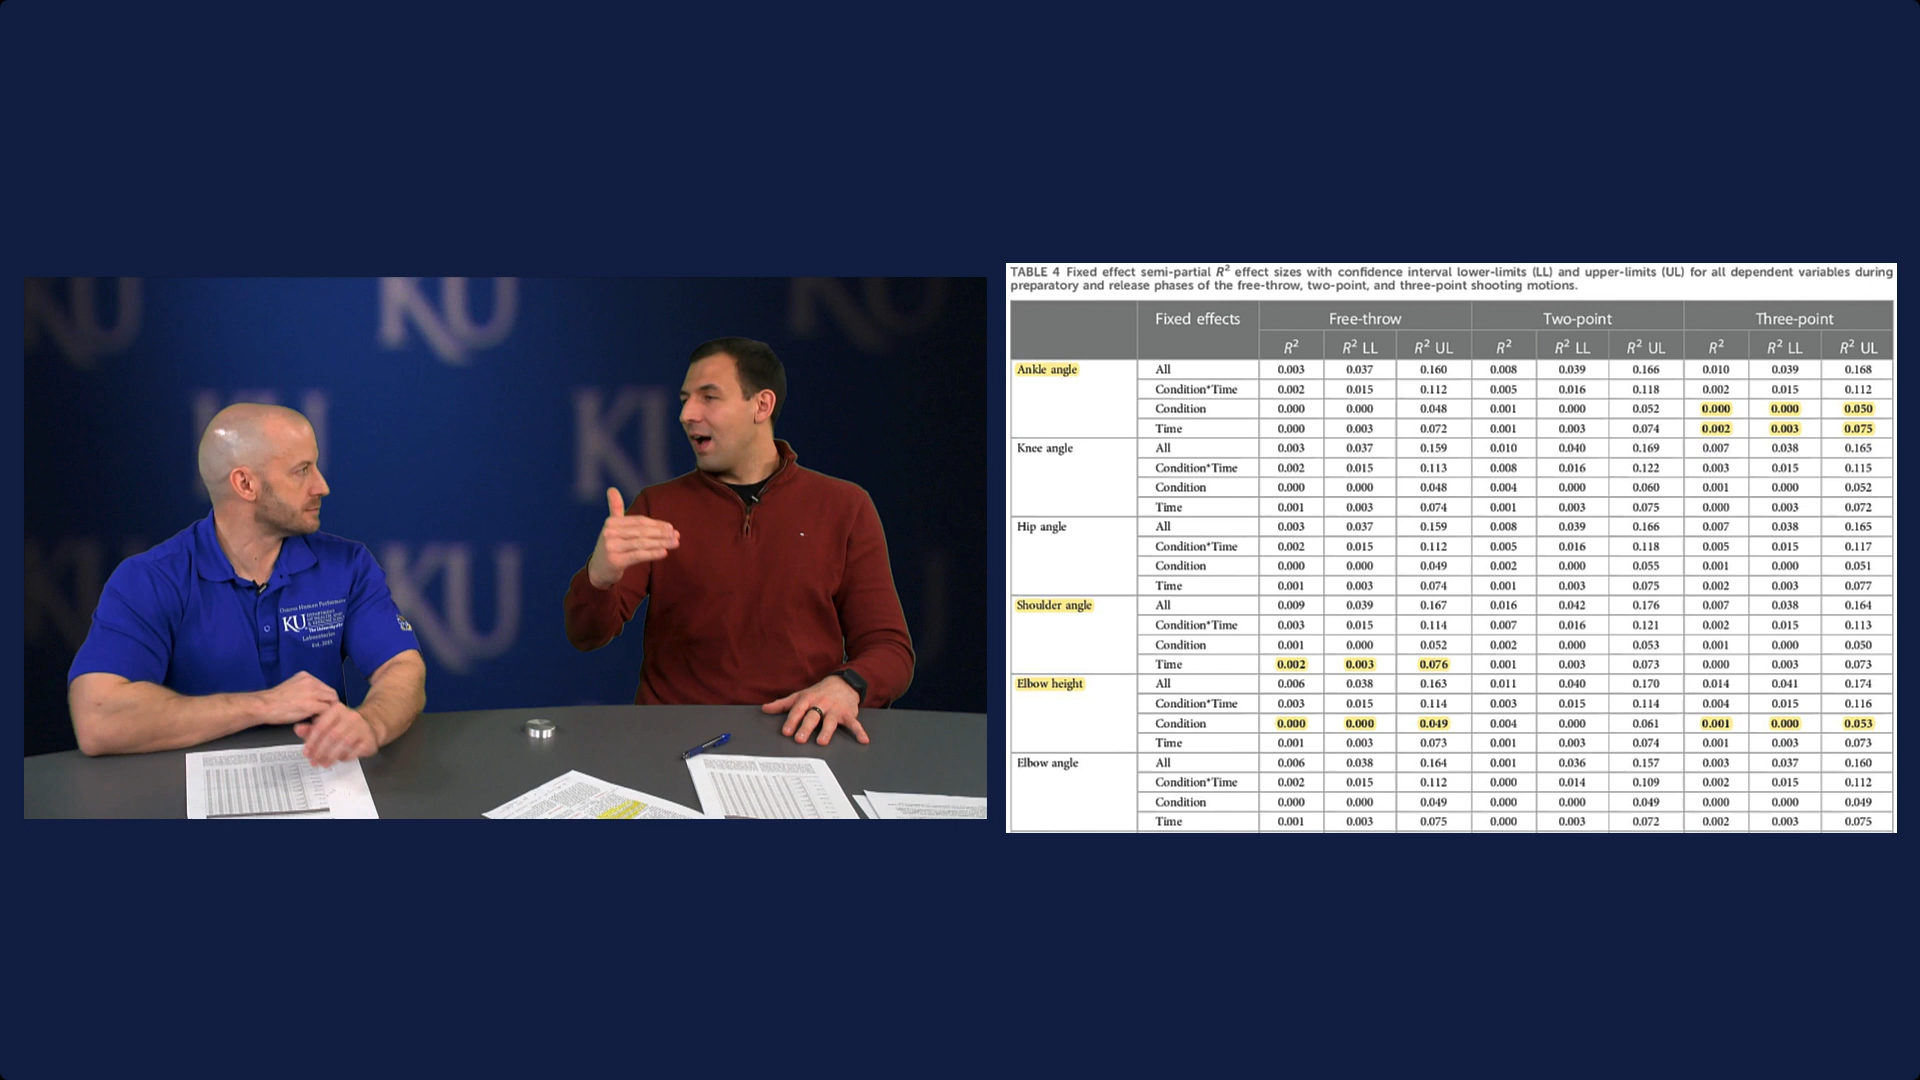 KU
KU
KU
KU
KU
KU
Osness Human Performance
KU
Laboratories
Est.
TABLE 4 Fixed effect semi-partial R² effect sizes with confidence interval lower-limits (LL) and upper-limits (UL) for all dependent variables during
preparatory and release phases of the free-throw, two-point, and three-point shooting motions.
Fixed effects Free-throw Two-point Three-point
R² R² LL R² UL R² R² LL R² UL R² R² LL R² UL
Ankle angle All 0.003 0.037 0.160 0.008 0.039 0.166 0.010 0.039 0.168
Condition*Time 0.002 0.015 0.112 0.005 0.016 0.118 0.002 0.015 0.112
Condition 0.000 0.000 0.048 0.001 0.000 0.052 0.000 0.000 0.050
Time 0.000 0.003 0.072 0.001 0.003 0.074 0.002 0.003 0.075
Knee angle All 0.003 0.037 0.159 0.010 0.040 0.169 0.007 0.038 0.165
Condition*Time 0.002 0.015 0.113 0.008 0.016 0.122 0.003 0.015 0.115
Condition 0.000 0.000 0.048 0.004 0.000 0.060 0.001 0.000 0.052
Time 0.001 0.003 0.074 0.001 0.003 0.075 0.000 0.003 0.072
Hip angle All 0.003 0.037 0.159 0.008 0.039 0.166 0.007 0.038 0.165
Condition*Time 0.002 0.015 0.112 0.005 0.016 0.118 0.005 0.015 0.117
Condition 0.000 0.000 0.049 0.002 0.000 0.055 0.001 0.000 0.051
Time 0.001 0.003 0.074 0.001 0.003 0.075 0.002 0.003 0.077
Shoulder angle All 0.009 0.039 0.167 0.016 0.042 0.176 0.007 0.038 0.164
Condition*Time 0.003 0.015 0.114 0.007 0.016 0.121 0.002 0.015 0.113
Condition 0.001 0.000 0.052 0.002 0.000 0.053 0.001 0.000 0.050
Time 0.002 0.003 0.076 0.001 0.003 0.073 0.000 0.003 0.073
Elbow height All 0.006 0.038 0.163 0.011 0.040 0.170 0.014 0.041 0.174
Condition*Time 0.003 0.015 0.114 0.003 0.015 0.114 0.004 0.015 0.116
Condition 0.000 0.000 0.049 0.004 0.000 0.061 0.001 0.000 0.053
Time 0.001 0.003 0.073 0.001 0.003 0.074 0.001 0.003 0.073
Elbow angle All 0.006 0.038 0.164 0.001 0.036 0.157 0.003 0.037 0.160
Condition*Time 0.002 0.015 0.112 0.000 0.014 0.109 0.002 0.015 0.112
Condition 0.000 0.000 0.049 0.000 0.000 0.049 0.000 0.000 0.049
Time 0.001 0.003 0.075 0.000 0.003 0.072 0.002 0.003 0.075